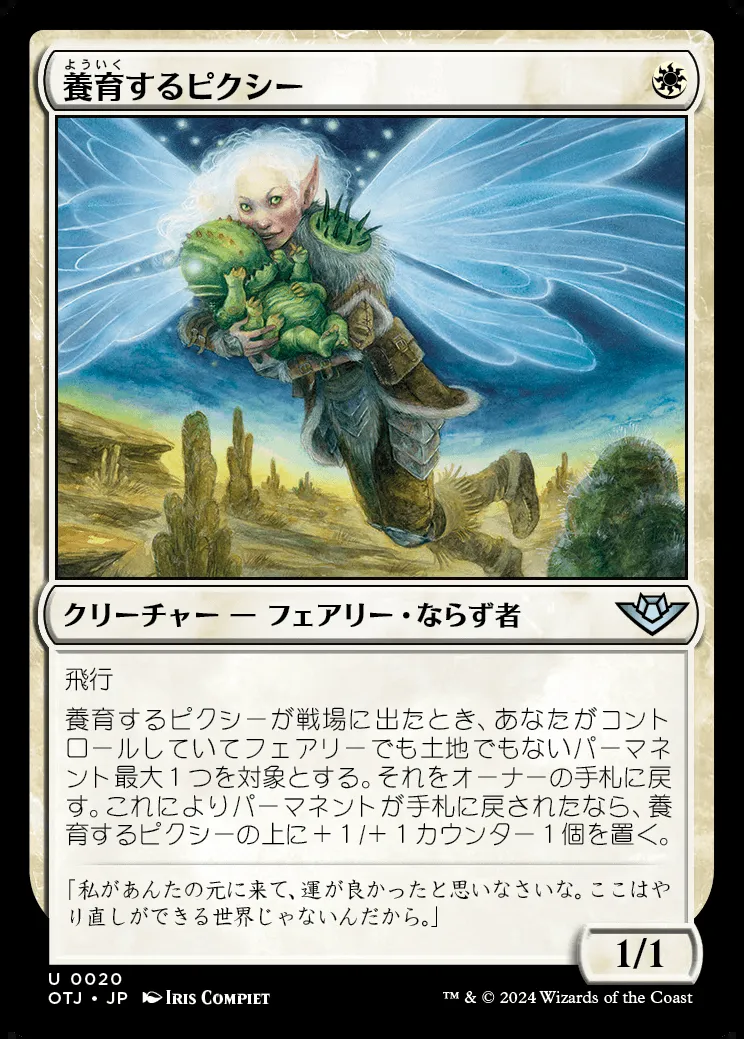 よういく
養育するピクシー
クリーチャー — フェアリー・ならず者
飛行
養育するピクシーが戦場に出たとき、あなたがコント
ロールしていてフェアリーでも土地でもないパーマネ
ント最大１つを対象とする。それをオーナーの手札に戻
す。これによりパーマネントが手札に戻されたなら、養
育するピクシーの上に＋１/＋１カウンター１個を置く。
「私があんたの元に来て、運が良かったと思いなさいな。ここはや
り直しができる世界じゃないんだから。」
1/1
U 0020
OTJ • JP Iris Compiet
™ & © 2024 Wizards of the Coast